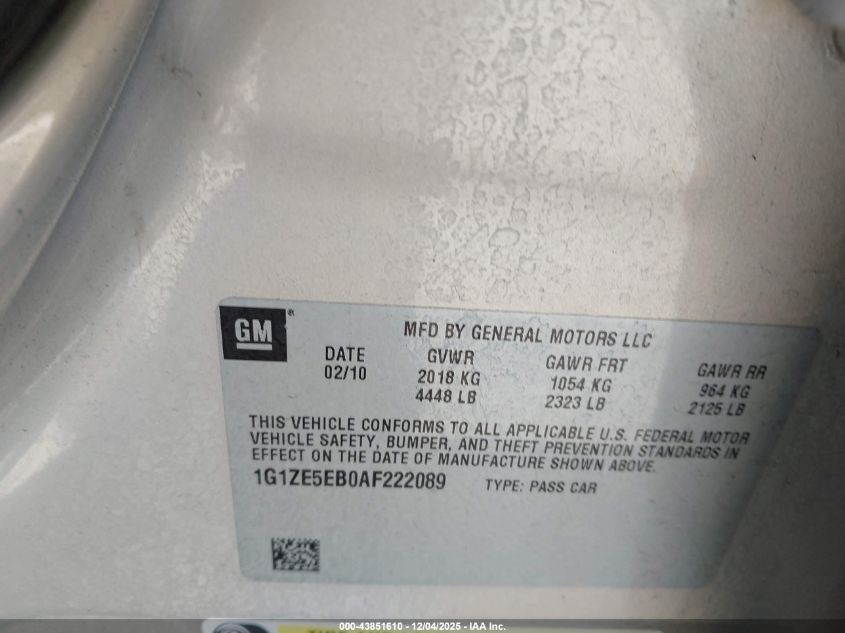 GM ®
MFD BY GENERAL MOTORS LLC
DATE GVWR GAWR FRT GAWR RR
02/10 2018 KG 1054 KG 964 KG
4448 LB 2323 LB 2125 LB
THIS VEHICLE CONFORMS TO ALL APPLICABLE U.S. FEDERAL MOTOR
VEHICLE SAFETY, BUMPER, AND THEFT PREVENTION STANDARDS IN
EFFECT ON THE DATE OF MANUFACTURE SHOWN ABOVE.
1G1ZE5EB0AF222089 TYPE: PASS CAR
000-43851610 - 12/04/2025 - IAA Inc.